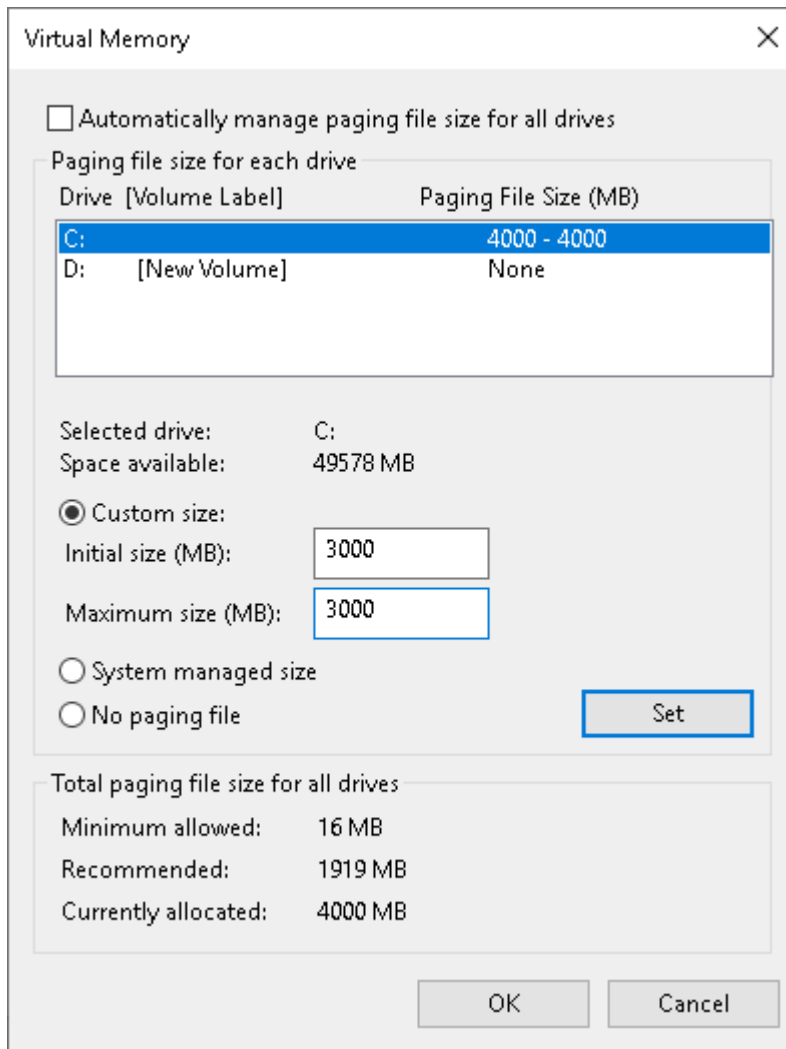 Virtual Memory
Automatically manage paging file size for all drives
Paging file size for each drive
Drive [Volume Label] Paging File Size (MB)
C: 4000 - 4000
D: [New Volume] None
Selected drive: C:
Space available: 49578 MB
Custom size:
Initial size (MB): 3000
Maximum size (MB): 3000
System managed size
No paging file Set
Total paging file size for all drives
Minimum allowed: 16 MB
Recommended: 1919 MB
Currently allocated: 4000 MB
OK Cancel